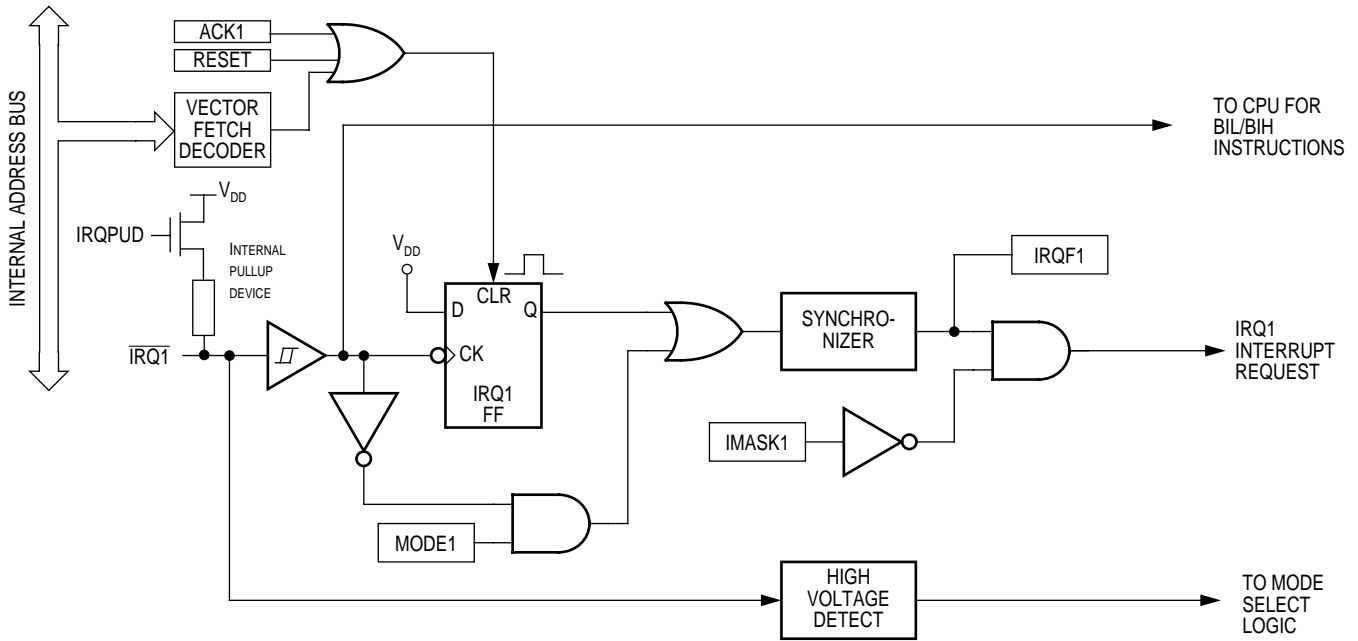 INTERNAL ADDRESS BUS
ACK1
RESET
VECTOR
FETCH
DECODER
TO CPU FOR
BIL/BIH
INSTRUCTIONS
VDD
IRQPUD
INTERNAL
PULLUP
DEVICE
VDD
D
CLR
Q
CK
IRQ1
FF
IRQ1
SYNCHRO-
NIZER
IRQF1
IRQ1
INTERRUPT
REQUEST
IMASK1
MODE1
HIGH
VOLTAGE
DETECT
TO MODE
SELECT
LOGIC